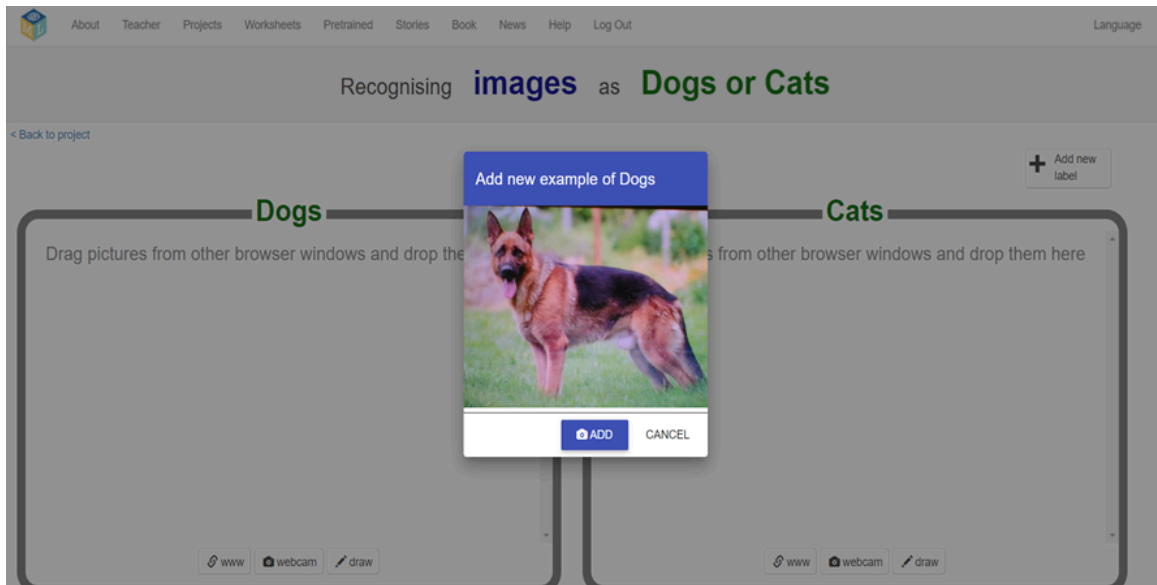 About Teacher Projects Worksheets Pretrained Stories Book News Help Log Out Language
Recognising images as Dogs or Cats
< Back to project
Add new label
Add new example of Dogs
Dogs
Drag pictures from other browser windows and drop the
Cats
s from other browser windows and drop them here
ADD CANCEL
www webcam draw
www webcam draw